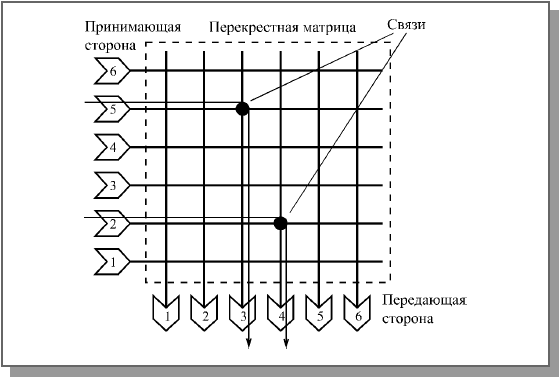 Принимающая
сторона
Перекрестная матрица
Связи
6
5
4
3
2
1
1 2 3 4 5 6
Передающая
сторона